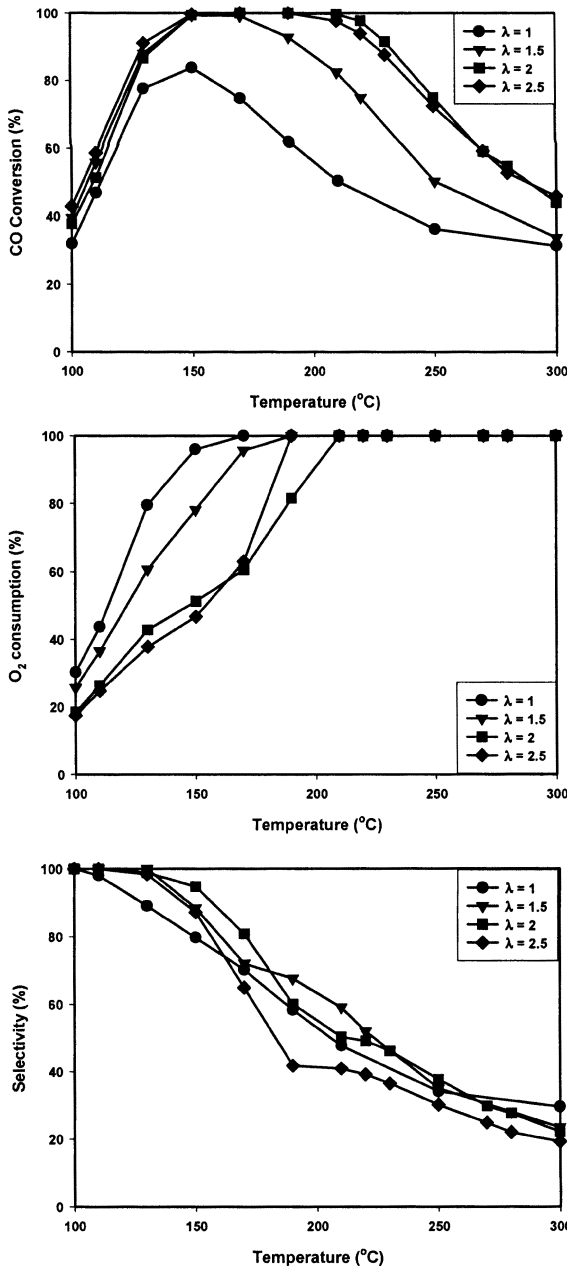 CO Conversion (%)
100
80
60
40
20
0
λ = 1
λ = 1.5
λ = 2
λ = 2.5
100 150 200 250 300
Temperature (°C)
O₂ consumption (%)
100
80
60
40
20
0
λ = 1
λ = 1.5
λ = 2
λ = 2.5
100 150 200 250 300
Temperature (°C)
Selectivity (%)
100
80
60
40
20
0
λ = 1
λ = 1.5
λ = 2
λ = 2.5
100 150 200 250 300
Temperature (°C)